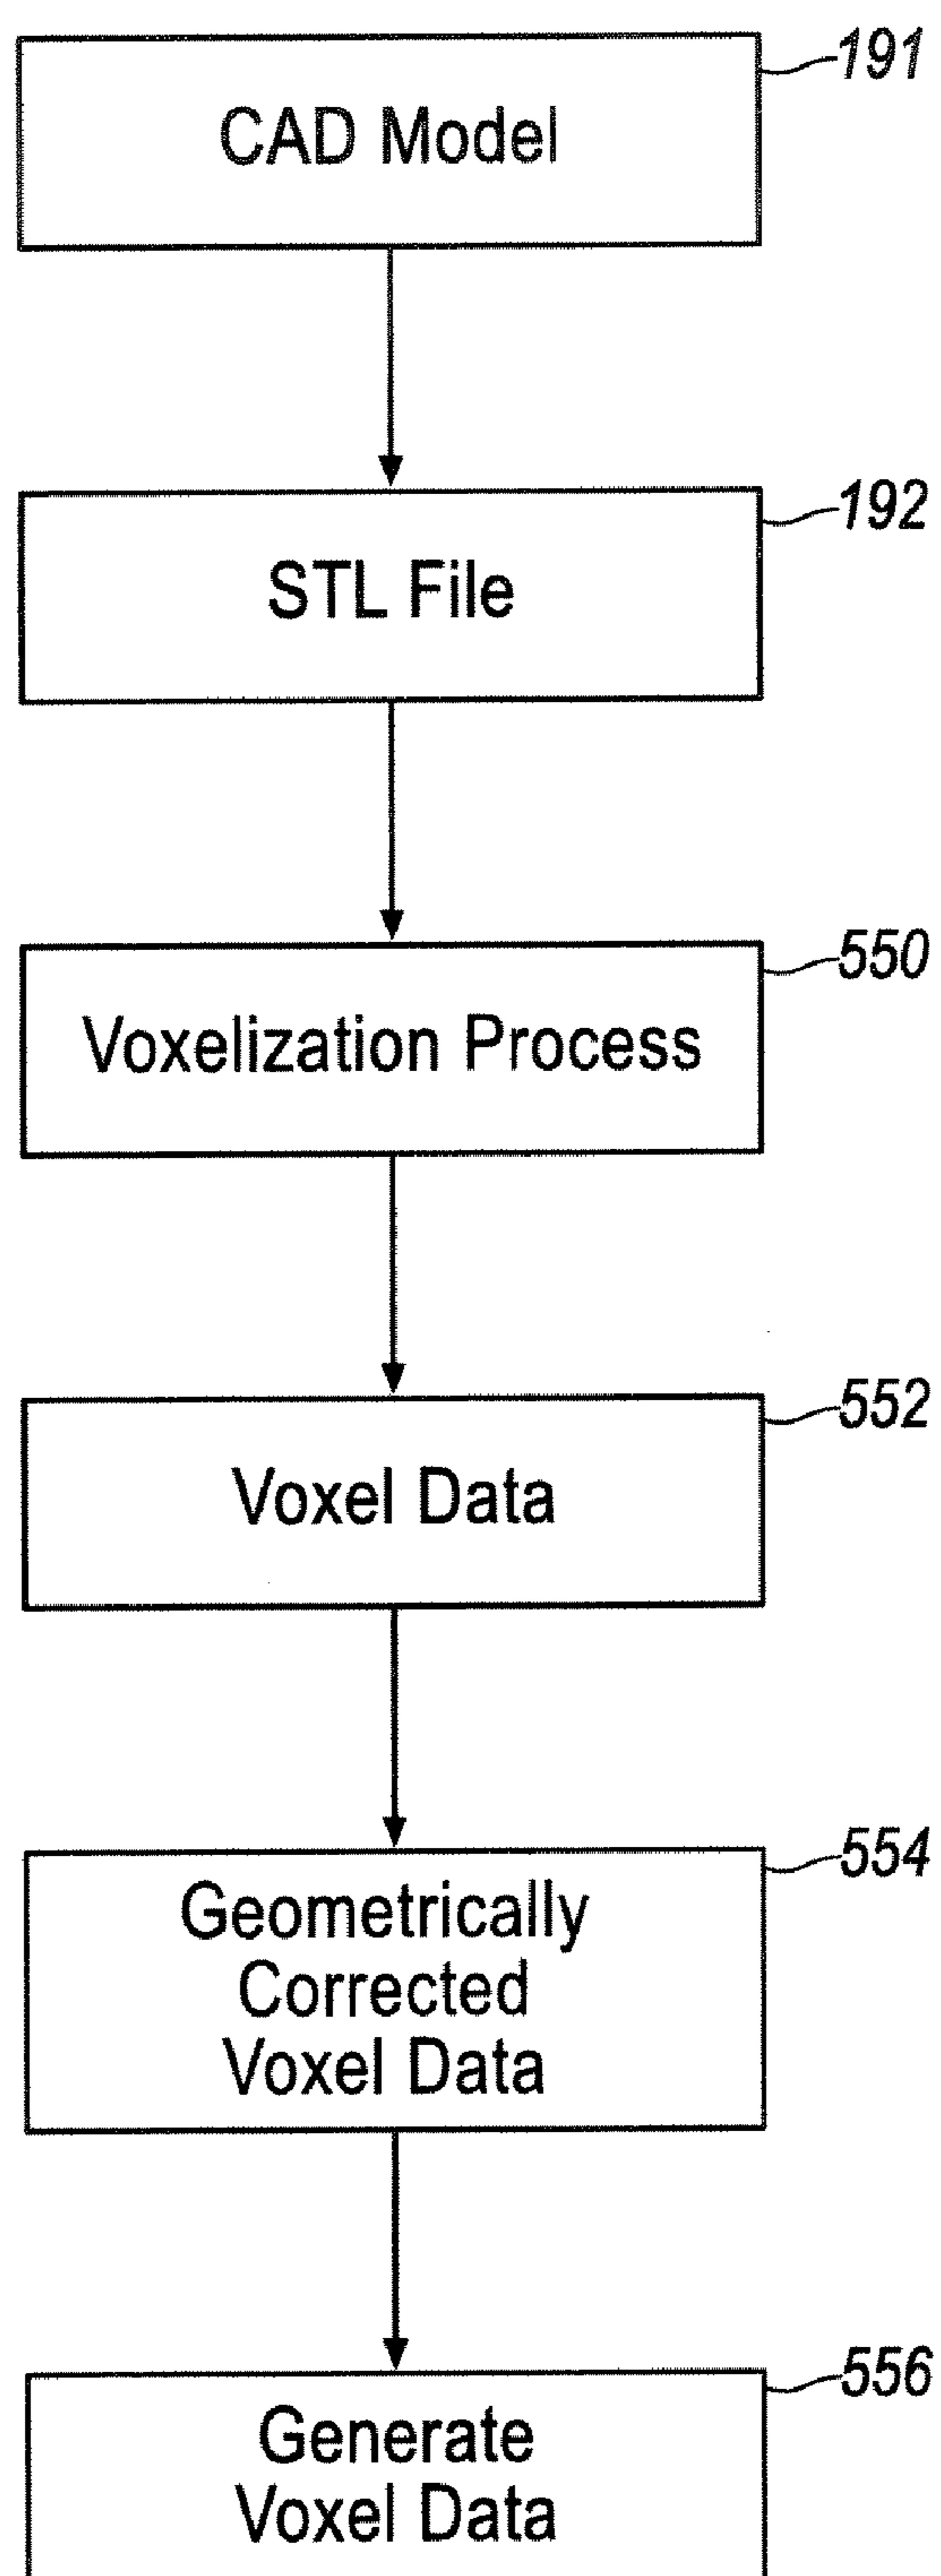 191
CAD Model
192
STL File
550
Voxelization Process
552
Voxel Data
554
Geometrically
Corrected
Voxel Data
556
Generate
Voxel Data